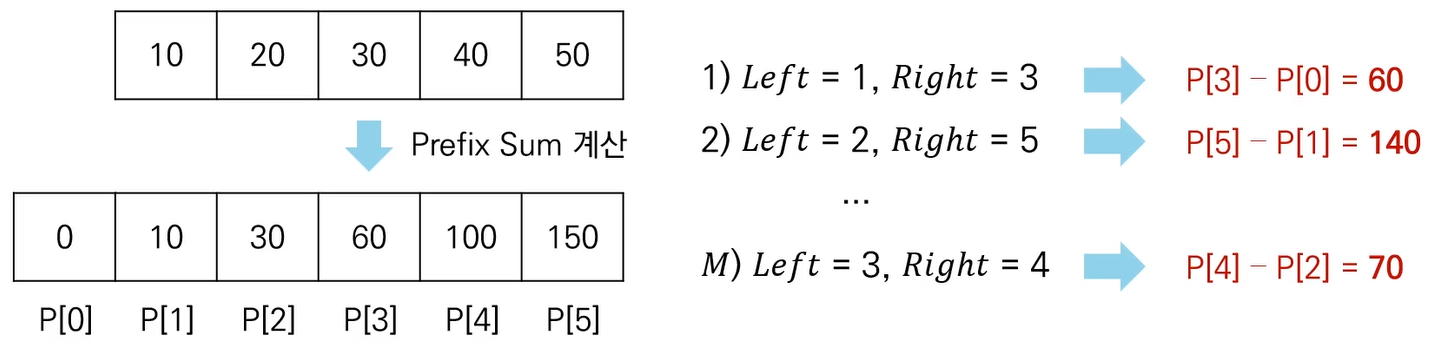 10 20 30 40 50
Prefix Sum 계산
0 10 30 60 100 150
P[0] P[1] P[2] P[3] P[4] P[5]
1) Left = 1, Right = 3 P[3] – P[0] = 60
2) Left = 2, Right = 5 P[5] – P[1] = 140
...
M) Left = 3, Right = 4 P[4] – P[2] = 70